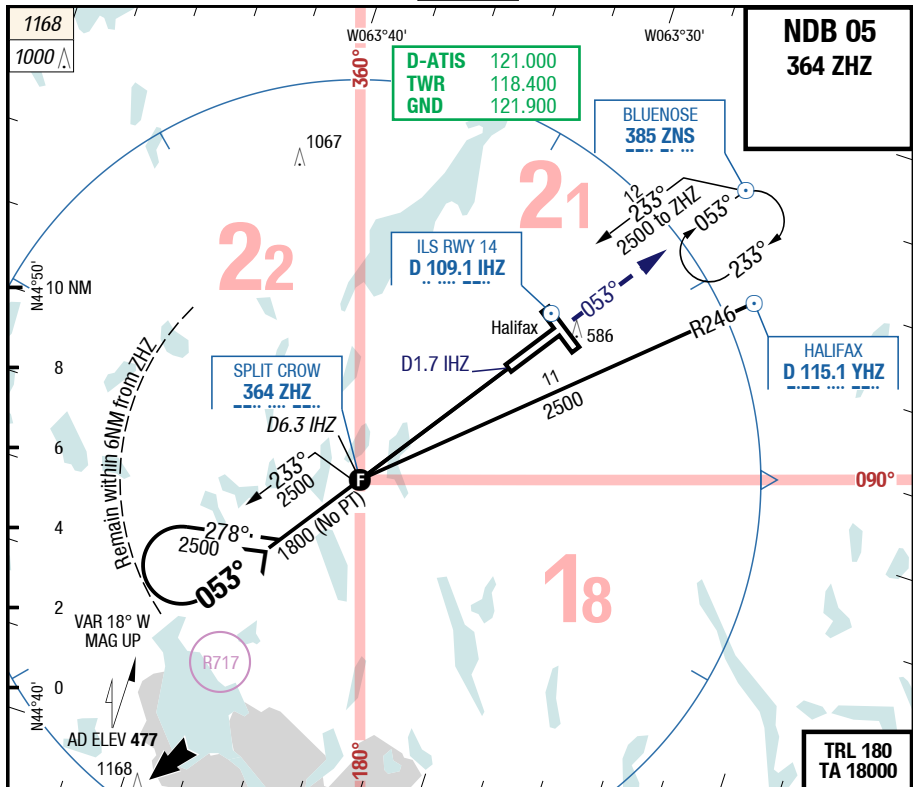 1168
1000
W063°40'
W063°30'
NDB 05
364 ZHZ
D-ATIS 121.000
TWR 118.400
GND 121.900
360°
BLUENOSE
385 ZNS
1067
21
22
12
233°
2500 to ZHZ
053°
233°
ILS RWY 14
D 109.1 IHZ
053°
N44°50'
10 NM
Halifax
586
R246
8
D1.7 IHZ
11
2500
HALIFAX
D 115.1 YHZ
SPLIT CROW
364 ZHZ
Remain within 6NM from ZHZ
D6.3 IHZ
6
233°
2500
F
090°
1800 (No PT)
4
278°
2500
053°
18
2
VAR 18° W
MAG UP
R717
0
N44°40'
AD ELEV 477
1168
180°
TRL 180
TA 18000